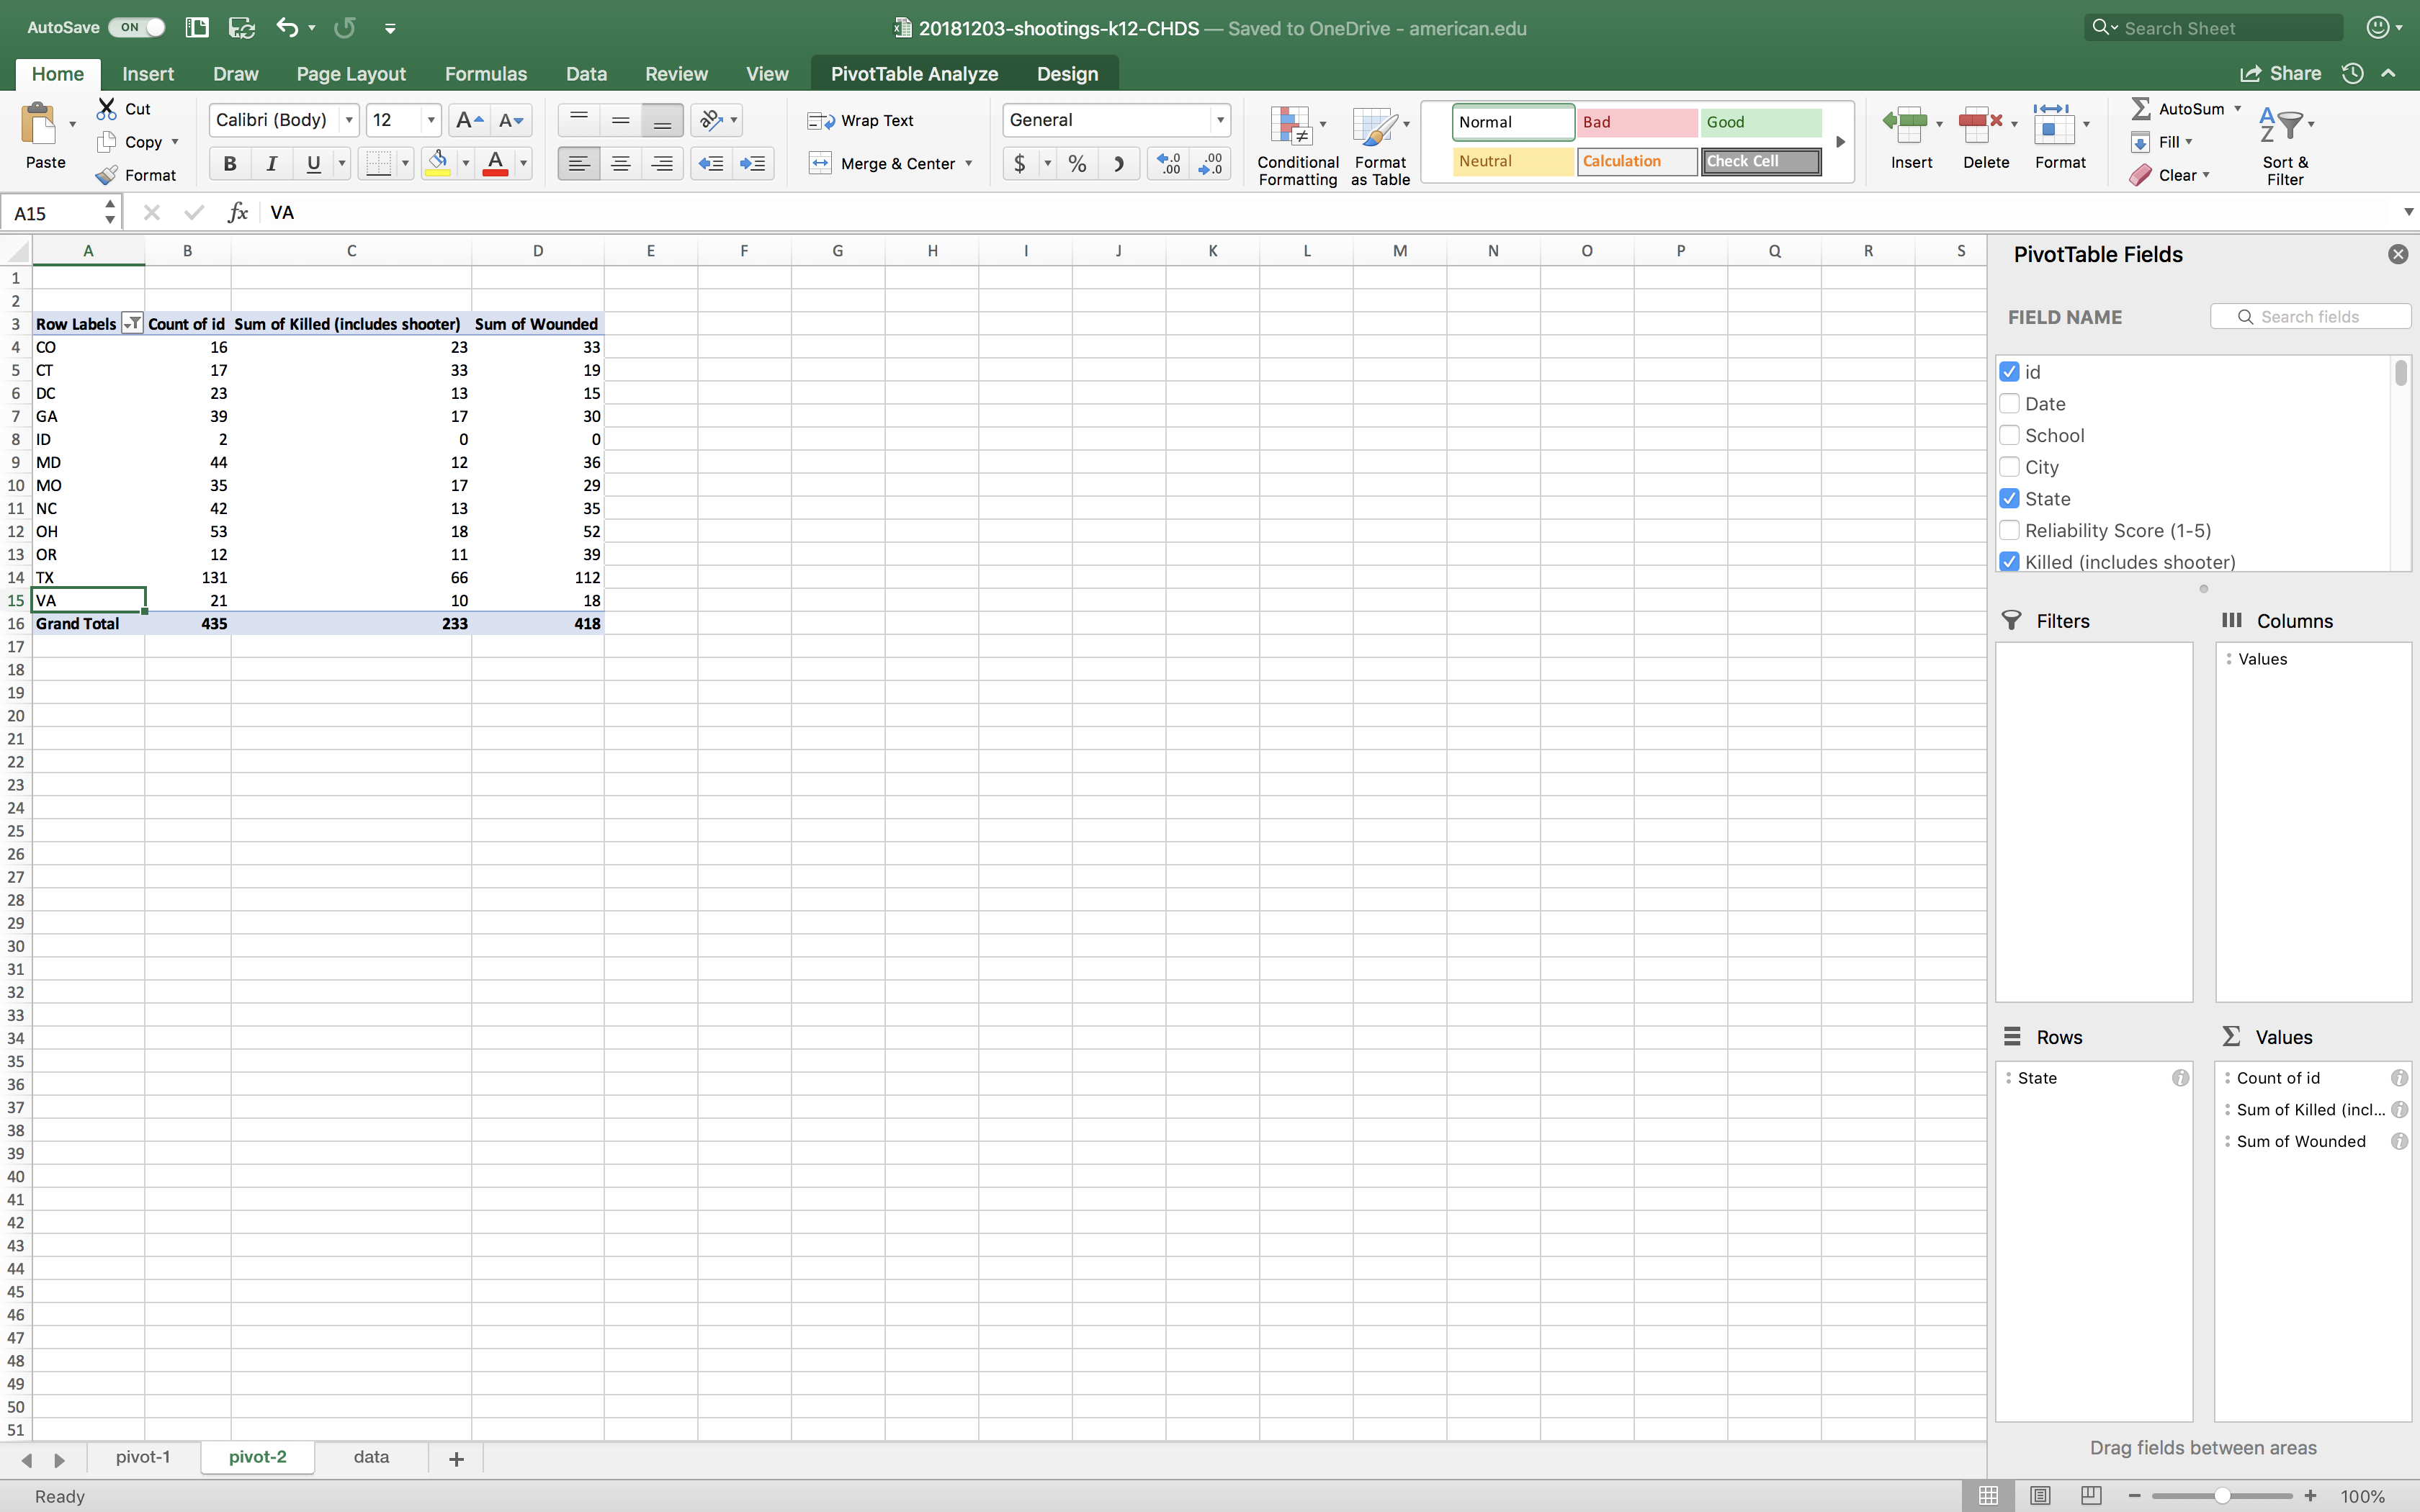 AutoSave ON 20181203-shootings-k12-CHDS — Saved to OneDrive - american.edu Search Sheet
Home Insert Draw Page Layout Formulas Data Review View PivotTable Analyze Design Share
Paste Cut Copy Format
Calibri (Body) 12
B I U A
Wrap Text
Merge & Center
General
$ %
Conditional Formatting
Format as Table
Normal Bad Good
Neutral Calculation Check Cell
Insert Delete Format
AutoSum
Fill
Clear
Sort & Filter
A15 fx VA
A B C D E F G H I J K L M N O P Q R S
1
2
3 Row Labels Count of id Sum of Killed (includes shooter) Sum of Wounded
4 CO 16 23 33
5 CT 17 33 19
6 DC 23 13 15
7 GA 39 17 30
8 ID 2 0 0
9 MD 44 12 36
10 MO 35 17 29
11 NC 42 13 35
12 OH 53 18 52
13 OR 12 11 39
14 TX 131 66 112
15 VA 21 10 18
16 Grand Total 435 233 418
17
18
19
20
21
22
23
24
25
26
27
28
29
30
31
32
33
34
35
36
37
38
39
40
41
42
43
44
45
46
47
48
49
50
51
PivotTable Fields
FIELD NAME Search fields
id
Date
School
City
State
Reliability Score (1-5)
Killed (includes shooter)
Filters
Columns
Values
Rows
State
Values
Count of id
Sum of Killed (incl...
Sum of Wounded
Drag fields between areas
pivot-1 pivot-2 data +
Ready 100%